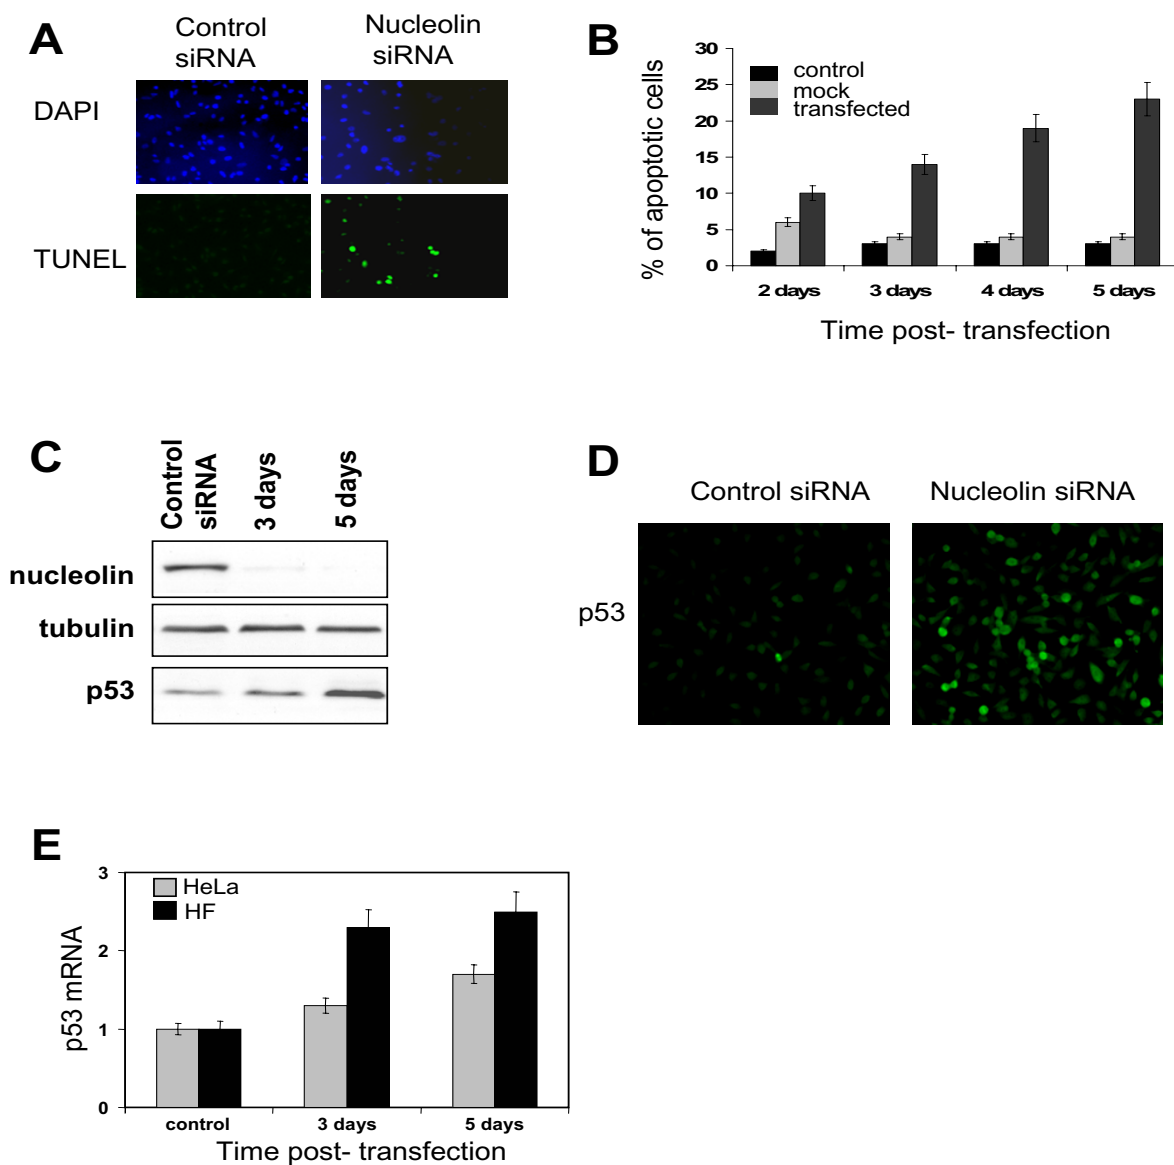 A
Control
siRNA
Nucleolin
siRNA
DAPI
TUNEL
B
% of apoptotic cells
30
25
20
15
10
5
0
control
mock
transfected
2 days
3 days
4 days
5 days
Time post- transfection
C
Control
siRNA
3 days
5 days
nucleolin
tubulin
p53
D
Control siRNA
Nucleolin siRNA
p53
E
p53 mRNA
3
2
1
0
HeLa
HF
control
3 days
5 days
Time post- transfection